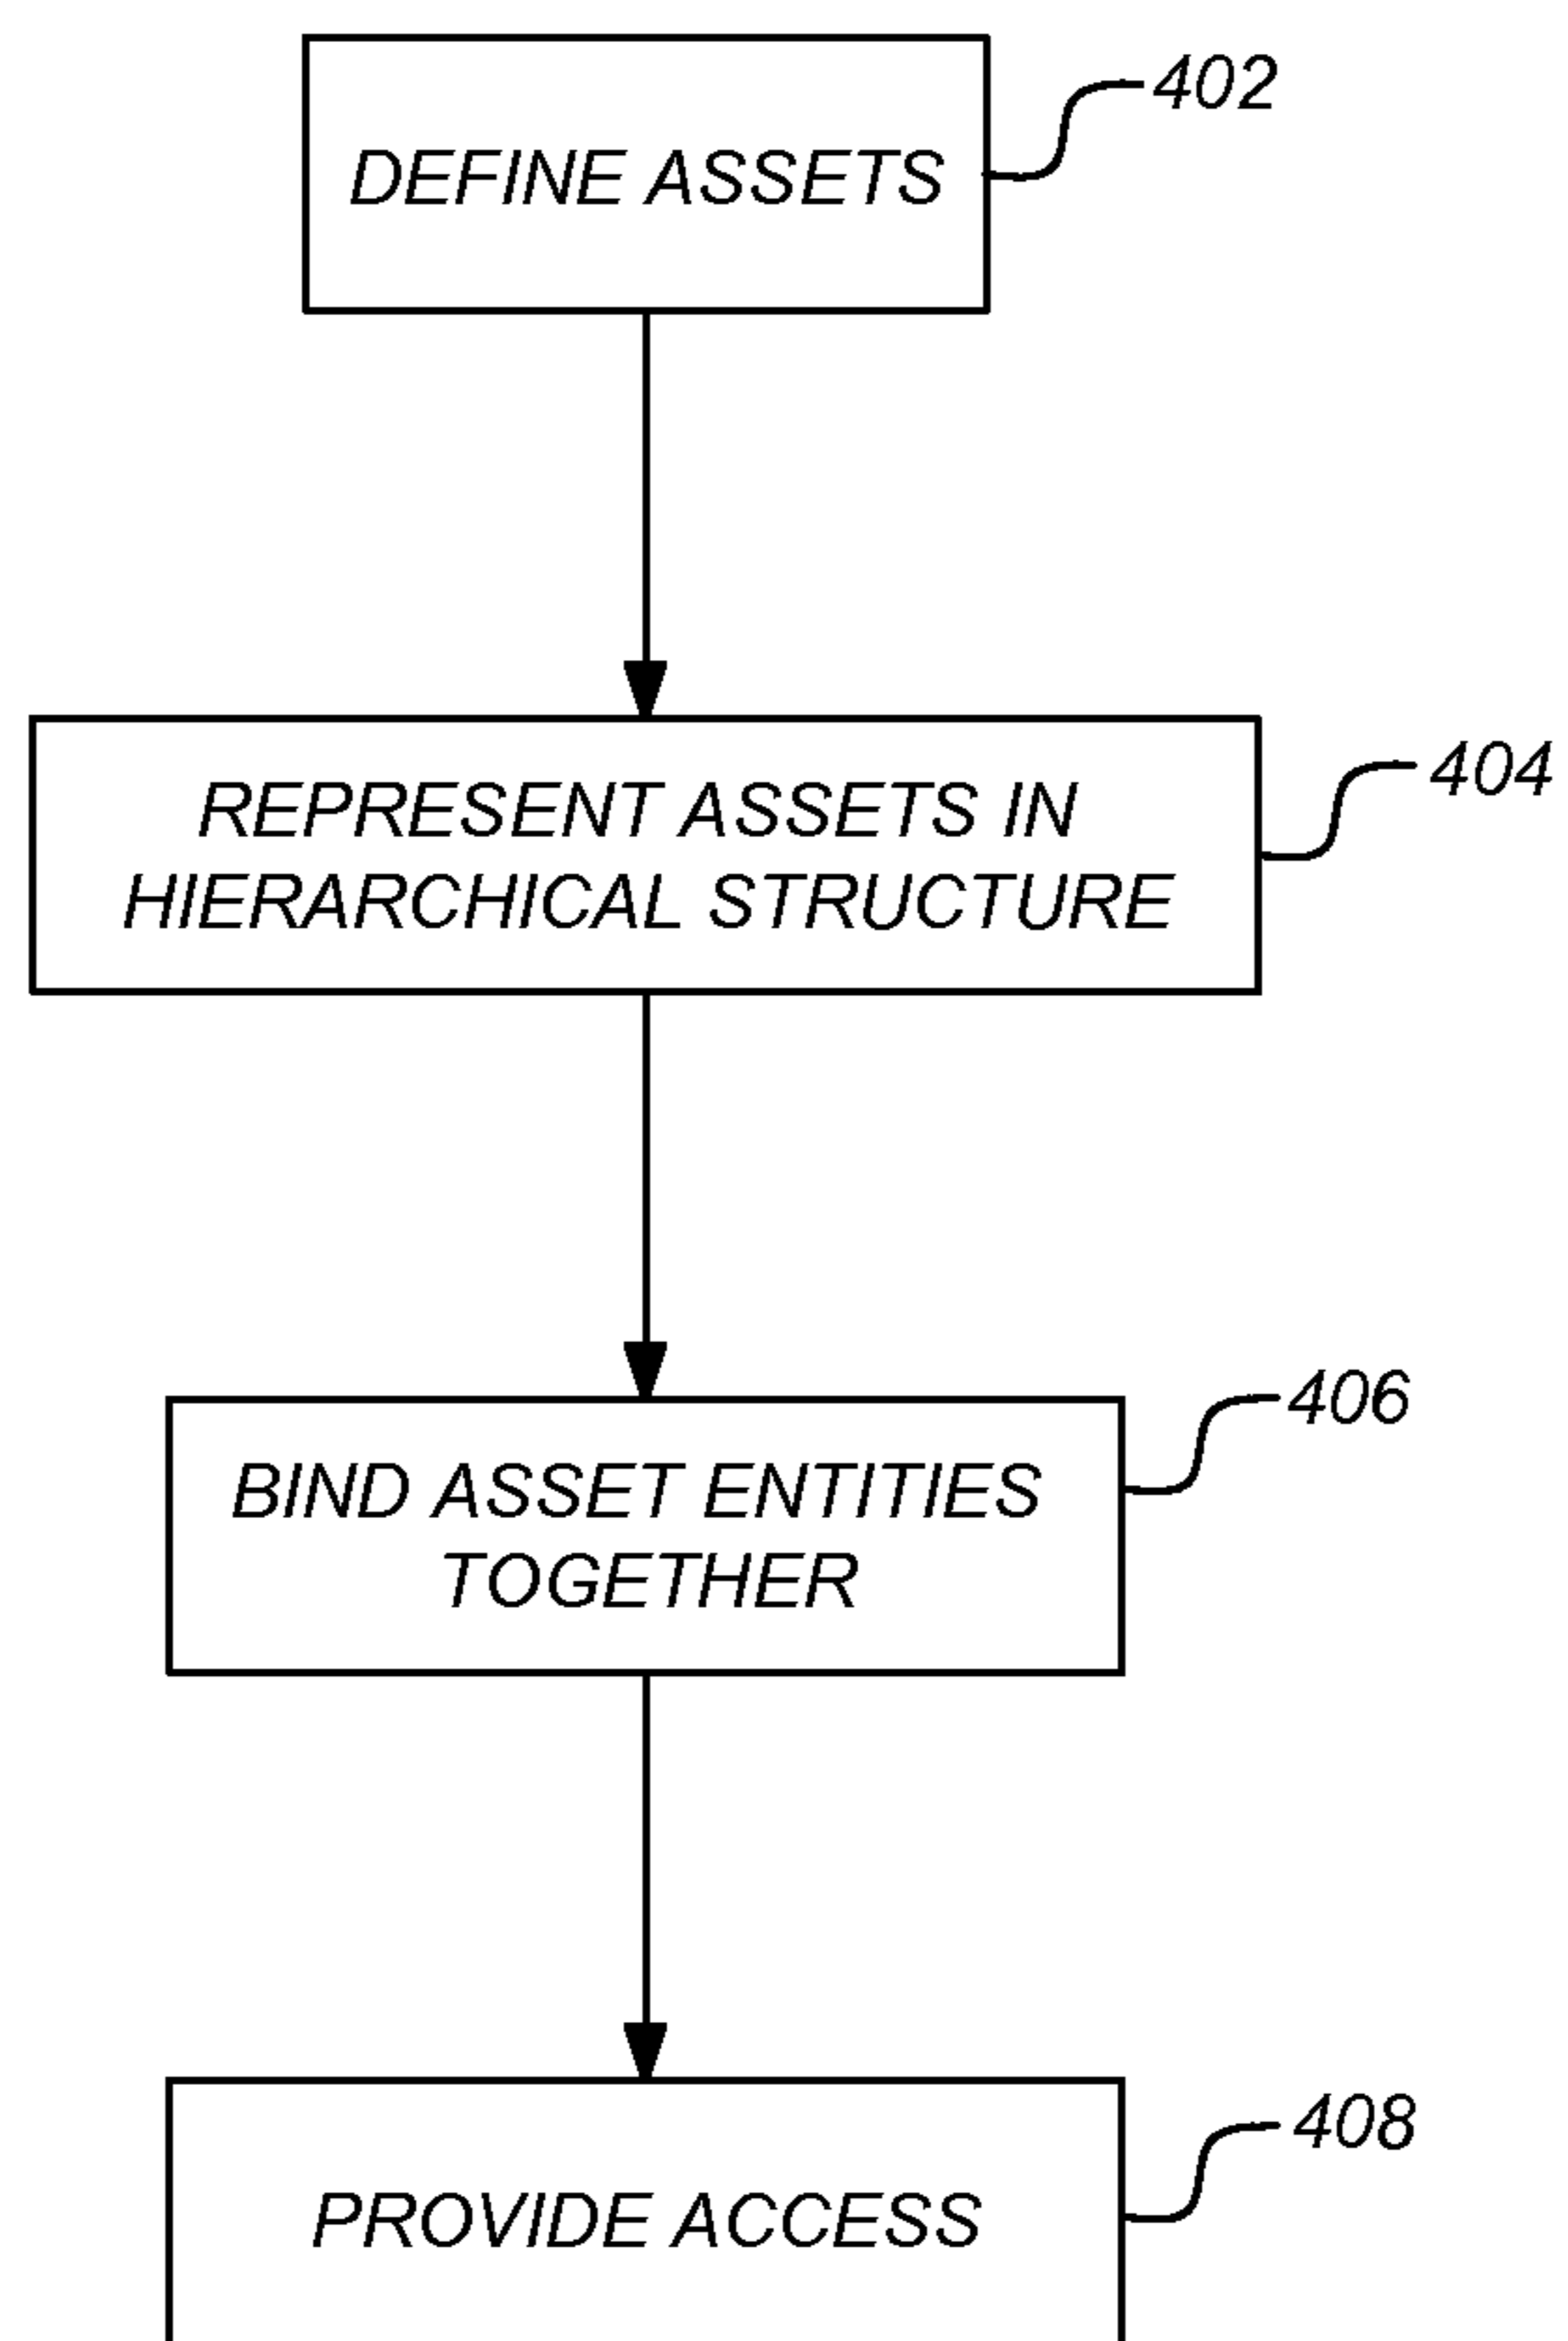 402
DEFINE ASSETS
404
REPRESENT ASSETS IN
HIERARCHICAL STRUCTURE
406
BIND ASSET ENTITIES
TOGETHER
408
PROVIDE ACCESS